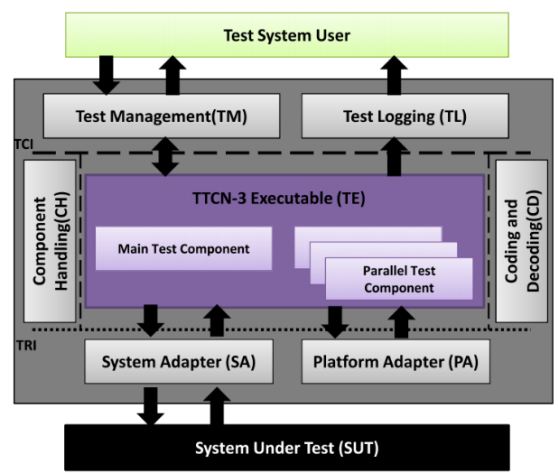 Test System User
Test Management(TM)
Test Logging (TL)
TCI
Component
Handling(CH)
TTCN-3 Executable (TE)
Main Test Component
Parallel Test
Component
Coding and
Decoding(CD)
TRI
System Adapter (SA)
Platform Adapter (PA)
System Under Test (SUT)